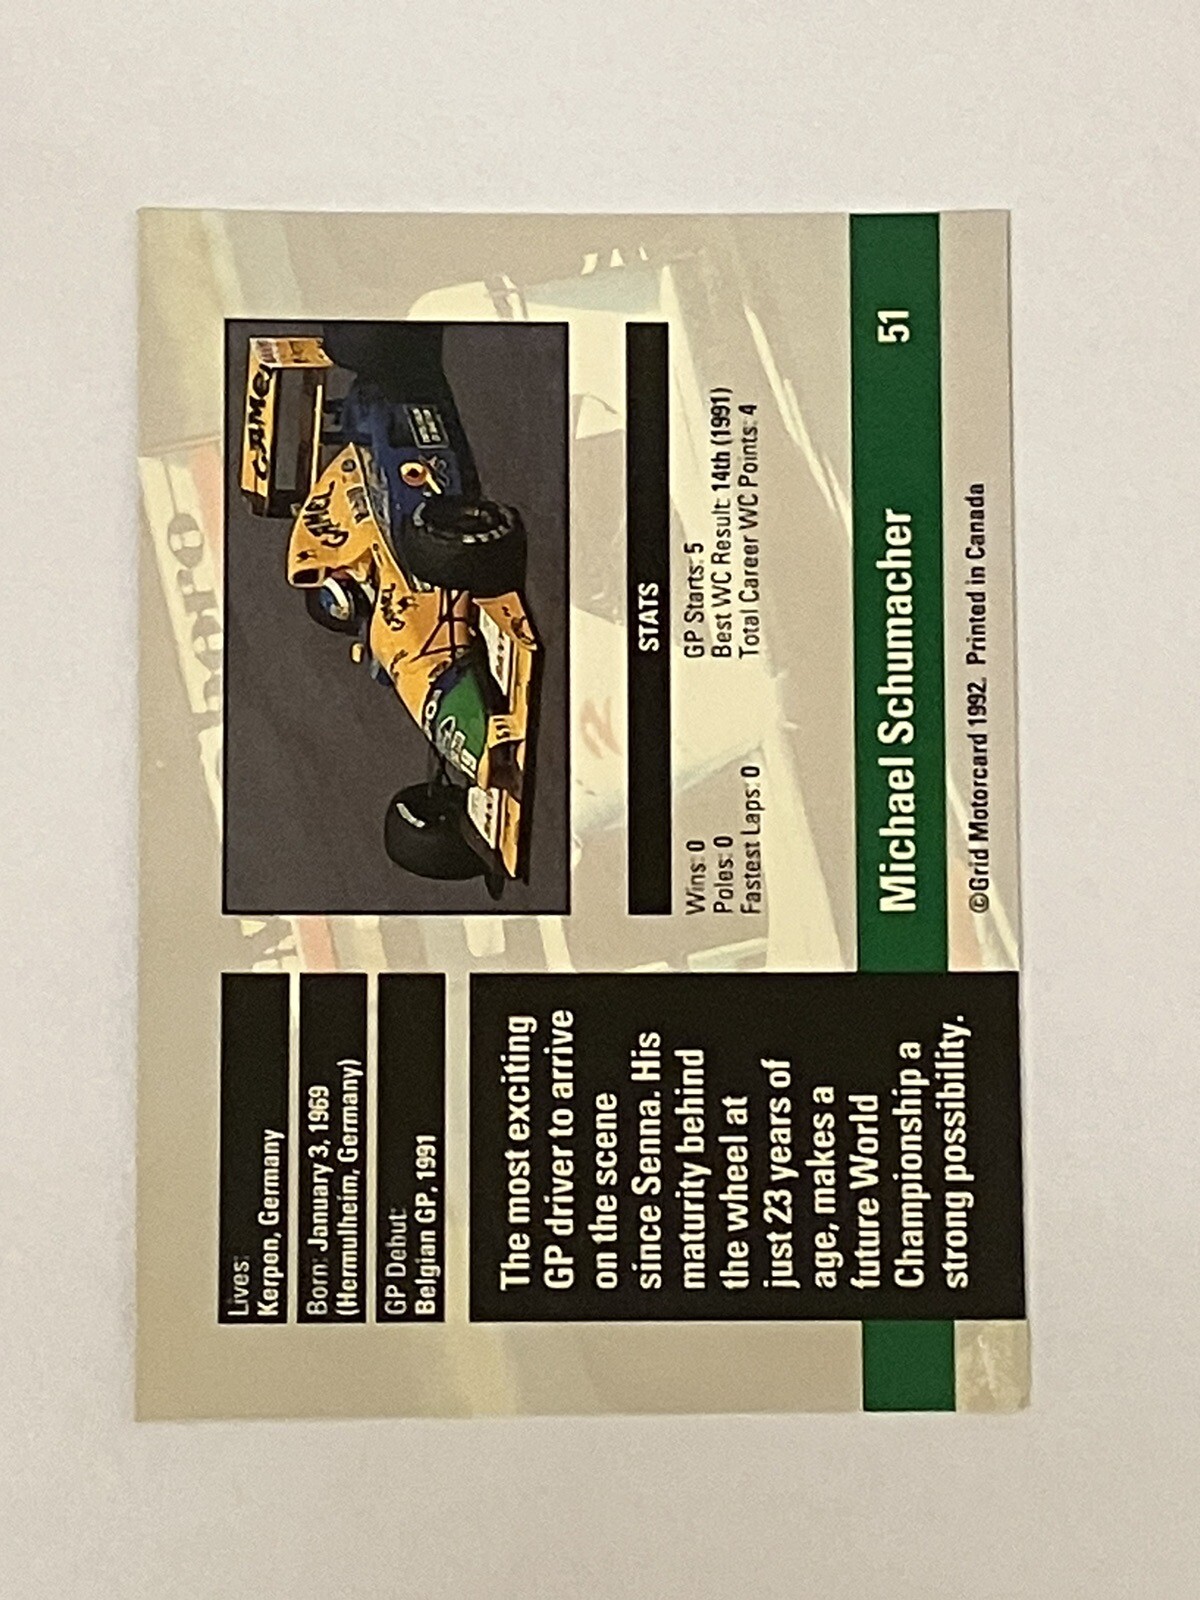 Lives:
Kerpen, Germany
Born: January 3, 1969
(Hermulheim, Germany)
GP Debut:
Belgian GP, 1991
The most exciting
GP driver to arrive
on the scene
since Senna. His
maturity behind
the wheel at
just 23 years of
age, makes a
future World
Championship a
strong possibility.
CAMEL
CAMEL
CAMEL
STATS
Wins: 0
Poles: 0
Fastest Laps: 0
GP Starts: 5
Best WC Result: 14th (1991)
Total Career WC Points: 4
Michael Schumacher 51
©Grid Motorcard 1992. Printed in Canada